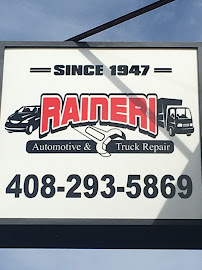 SINCE 1947
RAINERI
Automotive & Truck Repair
408-293-5869